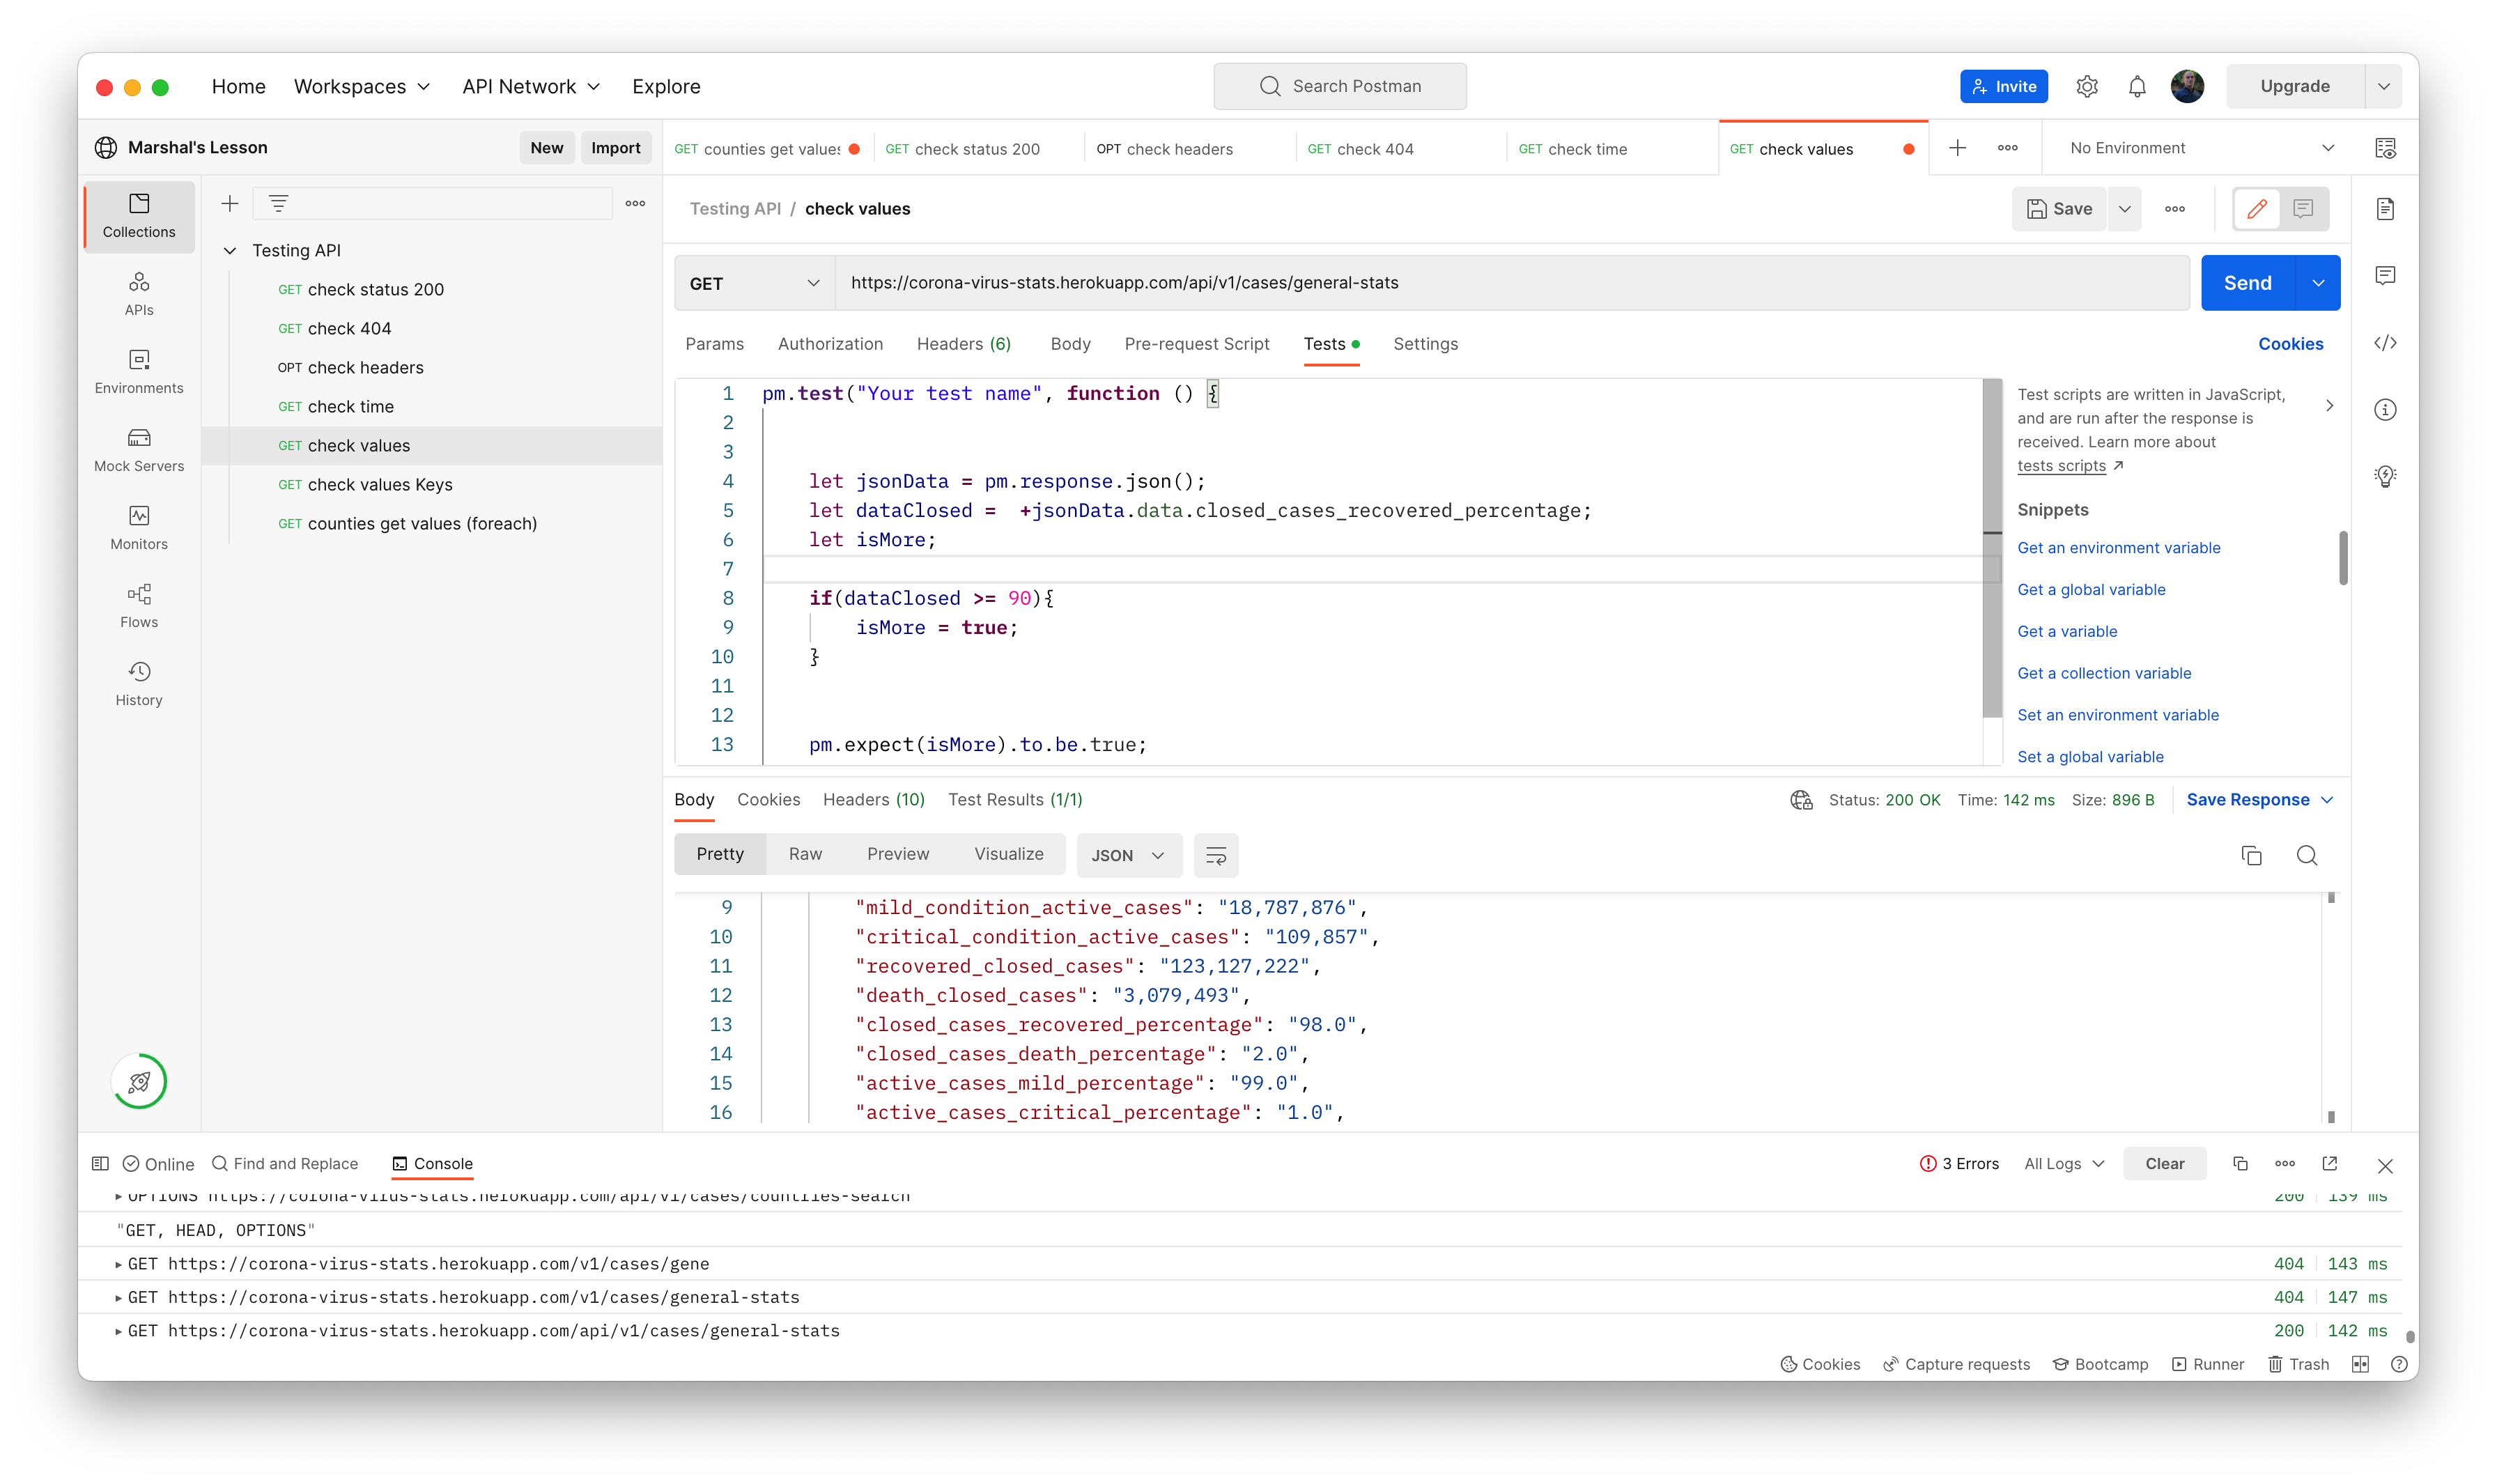 Home Workspaces API Network Explore Search Postman Invite Upgrade
Marshal's Lesson New Import
GET counties get values GET check status 200 OPT check headers GET check 404 GET check time GET check values No Environment
Collections
APIs
Environments
Mock Servers
Monitors
Flows
History
Testing API
GET check status 200
GET check 404
OPT check headers
GET check time
GET check values
GET check values Keys
GET counties get values (foreach)
Testing API / check values Save
GET https://corona-virus-stats.herokuapp.com/api/v1/cases/general-stats Send
Params Authorization Headers (6) Body Pre-request Script Tests Settings Cookies
1 pm.test("Your test name", function () {
2
3
4 let jsonData = pm.response.json();
5 let dataClosed = +jsonData.data.closed_cases_recovered_percentage;
6 let isMore;
7
8 if(dataClosed >= 90){
9 isMore = true;
10 }
11
12
13 pm.expect(isMore).to.be.true;
Test scripts are written in JavaScript,
and are run after the response is
received. Learn more about
tests scripts
Snippets
Get an environment variable
Get a global variable
Get a variable
Get a collection variable
Set an environment variable
Set a global variable
Body Cookies Headers (10) Test Results (1/1) Status: 200 OK Time: 142 ms Size: 896 B Save Response
Pretty Raw Preview Visualize JSON
9 "mild_condition_active_cases": "18,787,876",
10 "critical_condition_active_cases": "109,857",
11 "recovered_closed_cases": "123,127,222",
12 "death_closed_cases": "3,079,493",
13 "closed_cases_recovered_percentage": "98.0",
14 "closed_cases_death_percentage": "2.0",
15 "active_cases_mild_percentage": "99.0",
16 "active_cases_critical_percentage": "1.0",
Online Find and Replace Console 3 Errors All Logs Clear
OPTIONS https://corona-virus-stats.herokuapp.com/api/v1/cases/countries-search 200 139 ms
"GET, HEAD, OPTIONS"
GET https://corona-virus-stats.herokuapp.com/v1/cases/gene 404 143 ms
GET https://corona-virus-stats.herokuapp.com/v1/cases/general-stats 404 147 ms
GET https://corona-virus-stats.herokuapp.com/api/v1/cases/general-stats 200 142 ms
Cookies Capture requests Bootcamp Runner Trash